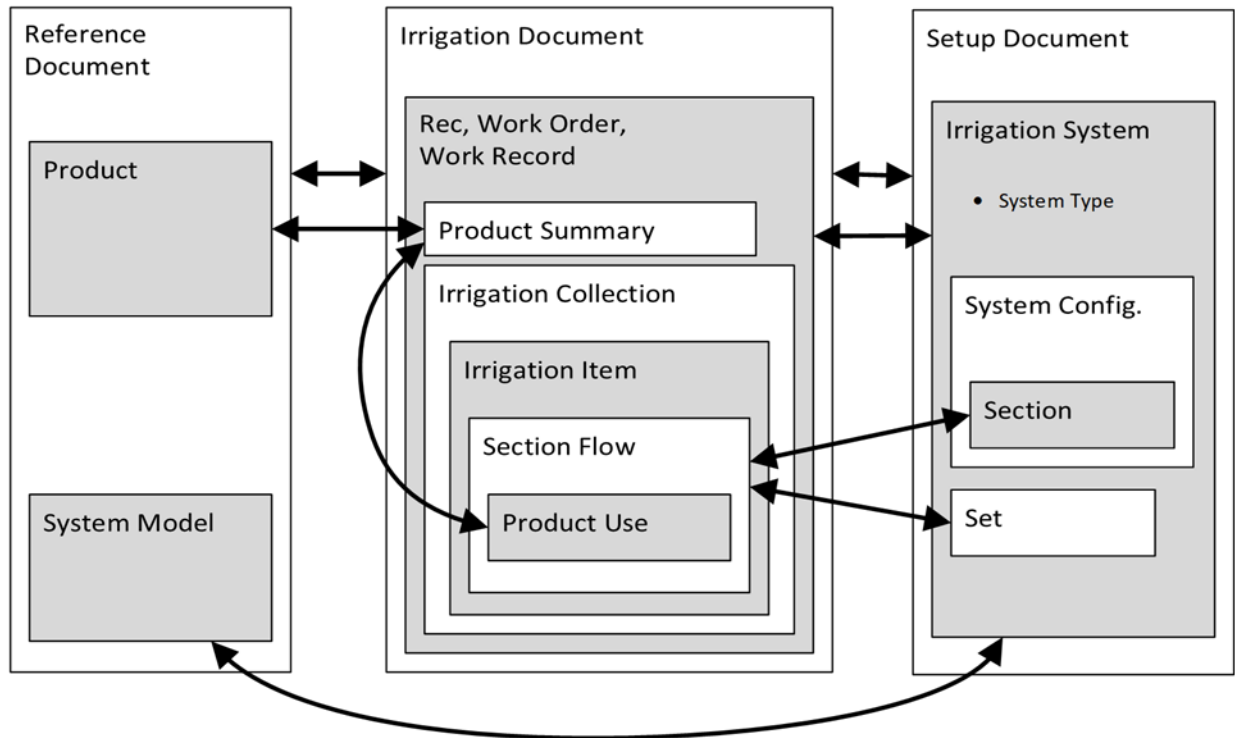 Reference
Document
Product
System Model
Irrigation Document
Rec, Work Order,
Work Record
Product Summary
Irrigation Collection
Irrigation Item
Section Flow
Product Use
Setup Document
Irrigation System
• System Type
System Config.
Section
Set